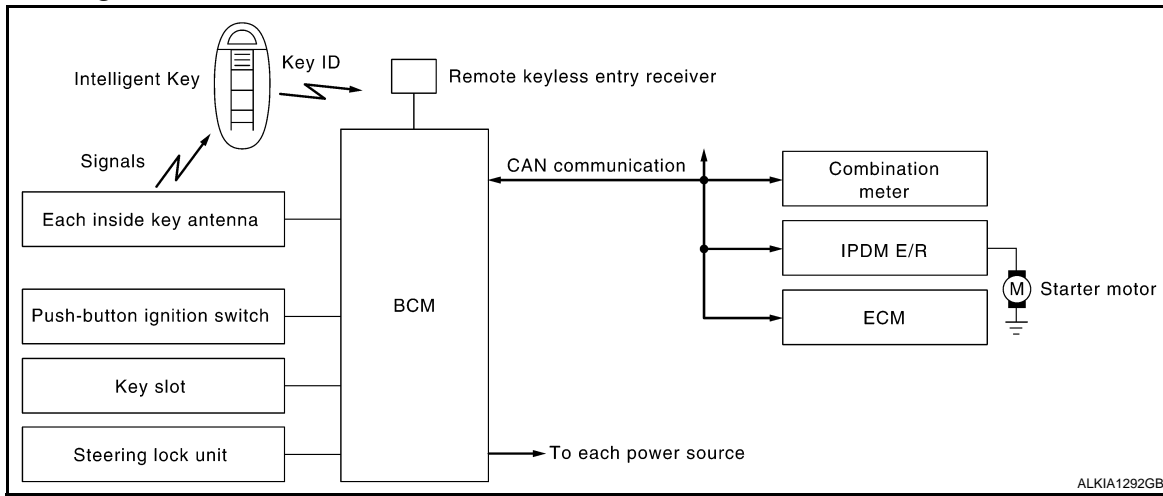 Intelligent Key
Key ID
Remote keyless entry receiver
Signals
CAN communication
Each inside key antenna
Combination
meter
IPDM E/R
M
Starter motor
Push-button ignition switch
BCM
ECM
Key slot
Steering lock unit
To each power source
ALKIA1292GB